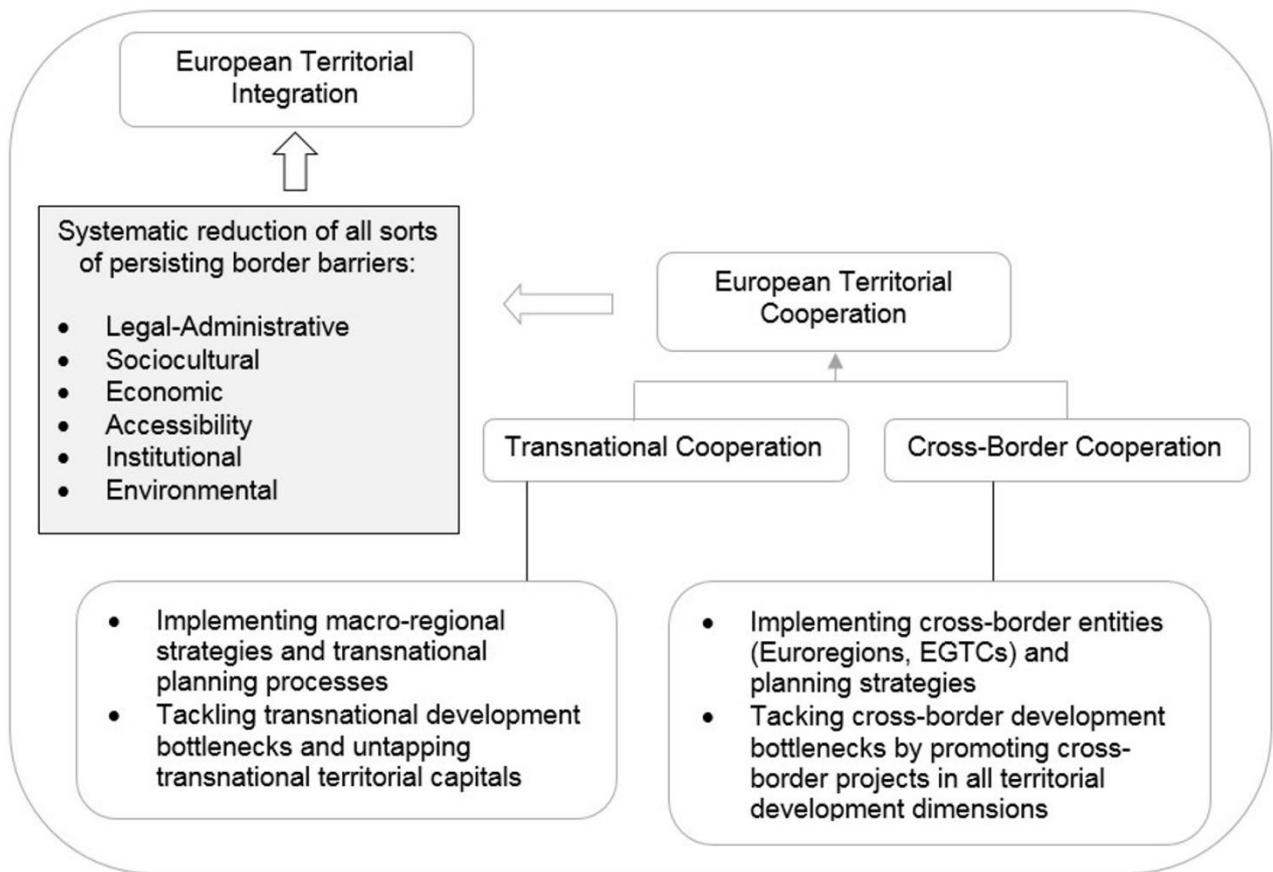 European Territorial
Integration
Systematic reduction of all sorts
of persisting border barriers:
• Legal-Administrative
• Sociocultural
• Economic
• Accessibility
• Institutional
• Environmental
European Territorial
Cooperation
Transnational Cooperation
Cross-Border Cooperation
• Implementing macro-regional
strategies and transnational
planning processes
• Tackling transnational development
bottlenecks and untapping
transnational territorial capitals
• Implementing cross-border entities
(Euroregions, EGTCs) and
planning strategies
• Tacking cross-border development
bottlenecks by promoting cross-
border projects in all territorial
development dimensions